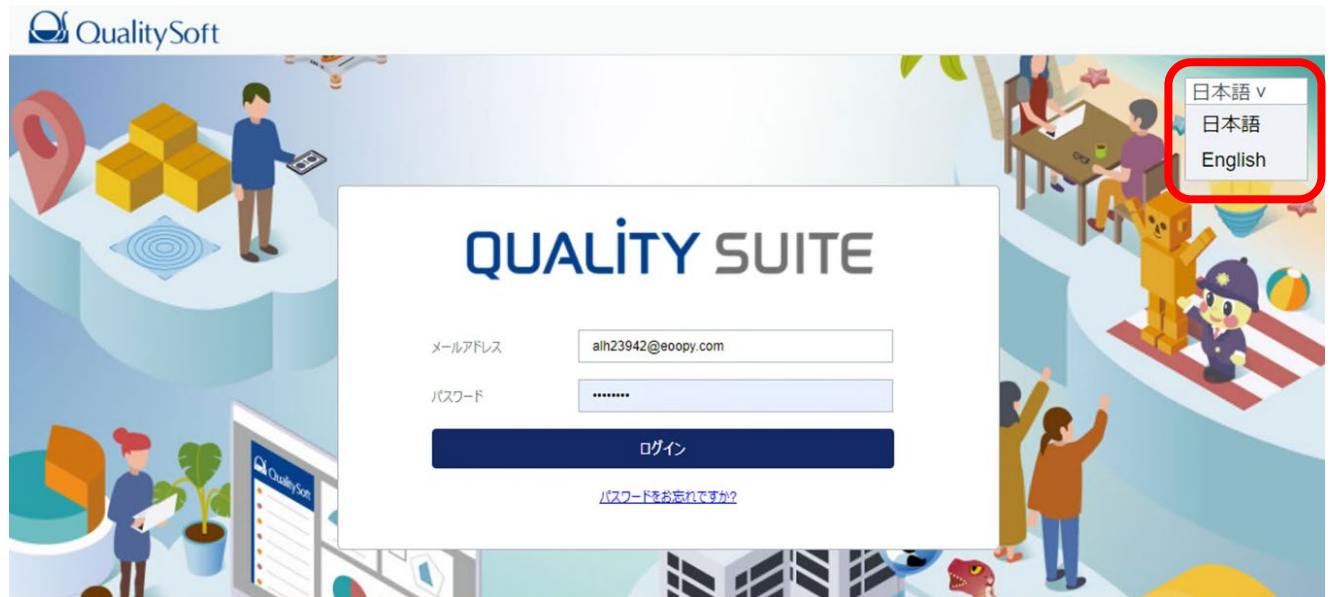 QualitySoft
日本語 v
日本語
English
QUALITY SUITE
メールアドレス
alh23942@eoopy.com
パスワード
••••••••
ログイン
パスワードをお忘れですか?
QualitySoft